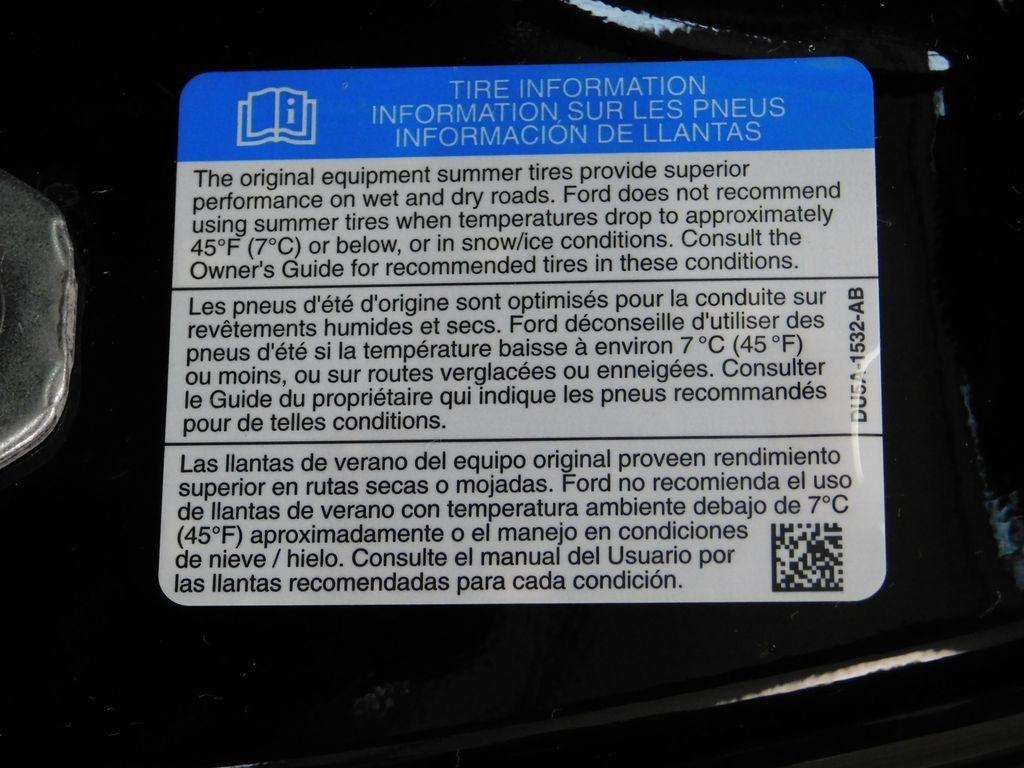 TIRE INFORMATION
INFORMATION SUR LES PNEUS
INFORMACIÓN DE LLANTAS
The original equipment summer tires provide superior
performance on wet and dry roads. Ford does not recommend
using summer tires when temperatures drop to approximately
45°F (7°C) or below, or in snow/ice conditions. Consult the
Owner's Guide for recommended tires in these conditions.
Les pneus d'été d'origine sont optimisés pour la conduite sur
revêtements humides et secs. Ford déconseille d'utiliser des
pneus d'été si la température baisse à environ 7 °C (45 °F)
ou moins, ou sur routes verglacées ou enneigées. Consulter
le Guide du propriétaire qui indique les pneus recommandés
pour de telles conditions.
DU5A-1532-AB
Las llantas de verano del equipo original proveen rendimiento
superior en rutas secas o mojadas. Ford no recomienda el uso
de llantas de verano con temperatura ambiente debajo de 7°C
(45°F) aproximadamente o el manejo en condiciones
de nieve / hielo. Consulte el manual del Usuario por
las llantas recomendadas para cada condición.